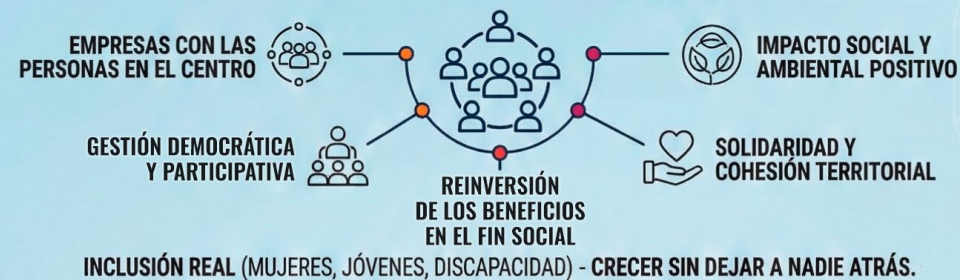 EMPRESAS CON LAS
PERSONAS EN EL CENTRO
IMPACTO SOCIAL Y
AMBIENTAL POSITIVO
GESTIÓN DEMOCRÁTICA
Y PARTICIPATIVA
SOLIDARIDAD Y
COHESIÓN TERRITORIAL
REINVERSIÓN
DE LOS BENEFICIOS
EN EL FIN SOCIAL
INCLUSIÓN REAL (MUJERES, JÓVENES, DISCAPACIDAD) - CRECER SIN DEJAR A NADIE ATRÁS.